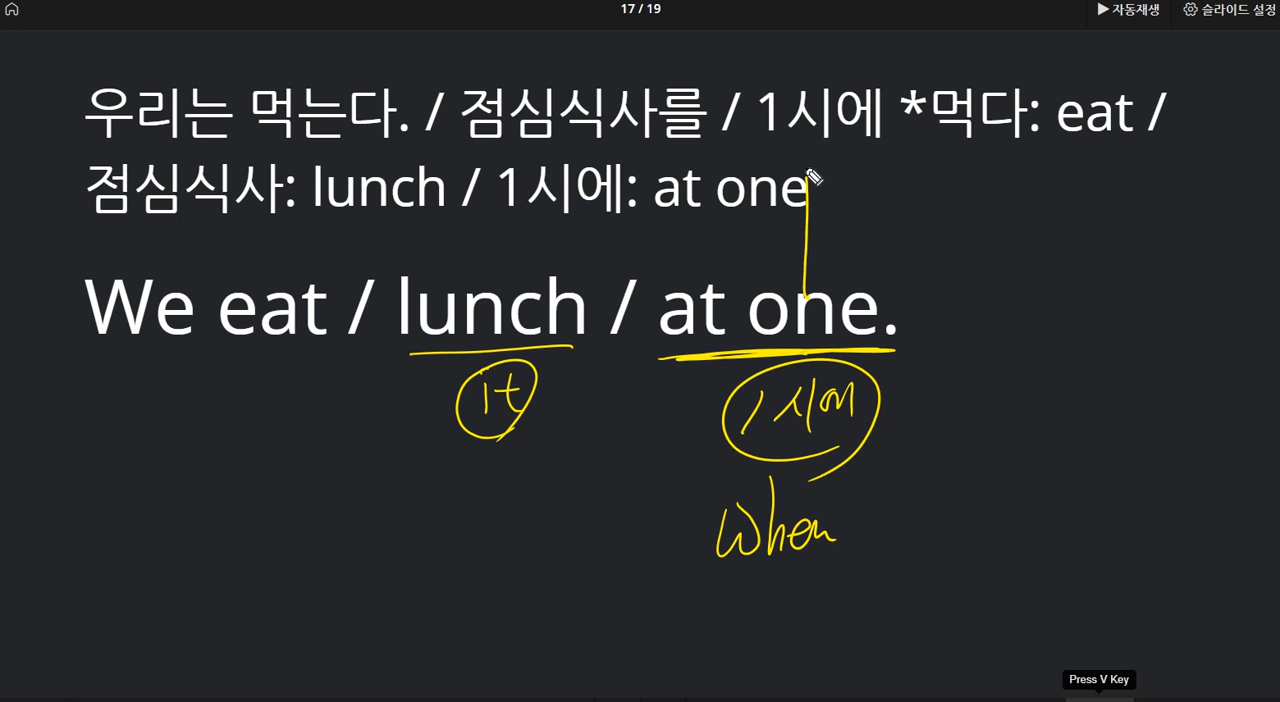 17 / 19
▶ 자동재생
슬라이드 설정
우리는 먹는다. / 점심식사를 / 1시에 *먹다: eat /
점심식사: lunch / 1시에: at one
We eat / lunch / at one.
it
1시에
When
Press V Key